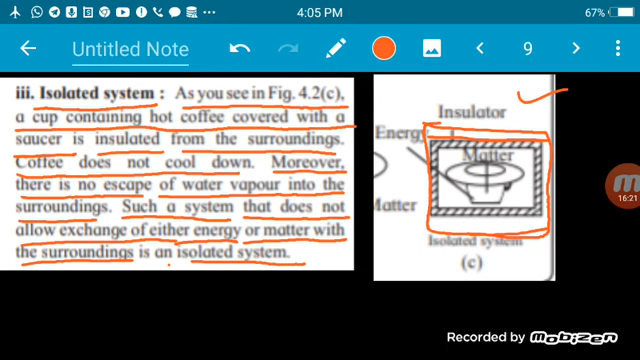 4:05 PM
67%
Untitled Note
9
iii. Isolated system : As you see in Fig. 4.2(c),
a cup containing hot coffee covered with a
saucer is insulated from the surroundings.
Coffee does not cool down. Moreover,
there is no escape of water vapour into the
surroundings. Such a system that does not
allow exchange of either energy or matter with
the surroundings is an isolated system.
Insulator
Energy
Matter
Matter
Isolated system
(c)
16:21
Recorded by mobizen